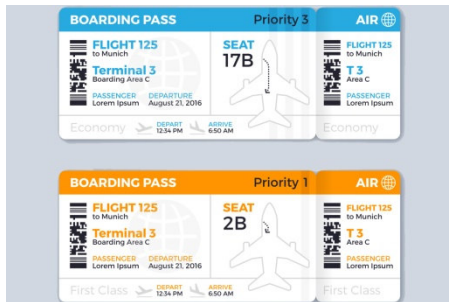 BOARDING PASS Priority 3 AIR
FLIGHT 125
to Munich
Terminal 3
Boarding Area C
PASSENGER DEPARTURE
Lorem Ipsum August 21, 2016
SEAT
17B
FLIGHT 125
to Munich
T 3
Area C
PASSENGER
Lorem Ipsum
Economy DEPART 12:34 PM ARRIVE 6:50 AM
Economy
BOARDING PASS Priority 1 AIR
FLIGHT 125
to Munich
Terminal 3
Boarding Area C
PASSENGER DEPARTURE
Lorem Ipsum August 21, 2016
SEAT
2B
FLIGHT 125
to Munich
T 3
Area C
PASSENGER
Lorem Ipsum
First Class DEPART 12:34 PM ARRIVE 6:50 AM
First Class